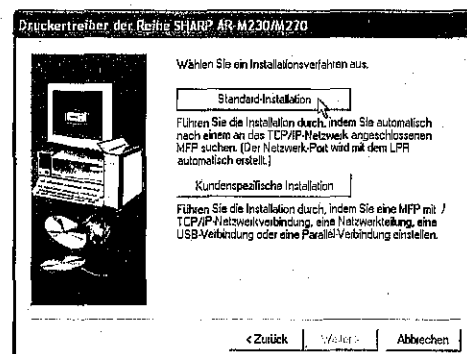 Druckertreiber der Reihe SHARP AR-M230/M270
Wählen Sie ein Installationsverfahren aus.
Standard-Installation
Führen Sie die Installation durch, indem Sie automatisch
nach einem an das TCP/IP-Netzwerk angeschlossenen
MFP suchen. (Der Netzwerk-Port wird mit dem LPR
automatisch erstellt.)
Kundenspezifische Installation
Führen Sie die Installation durch, indem Sie eine MFP mit /
TCP/IP-Netzwerkverbindung, eine Netzwerkteilung, eine
USB-Verbindung oder eine Parallel-Verbindung einstellen.
< Zurück Weiter > Abbrechen